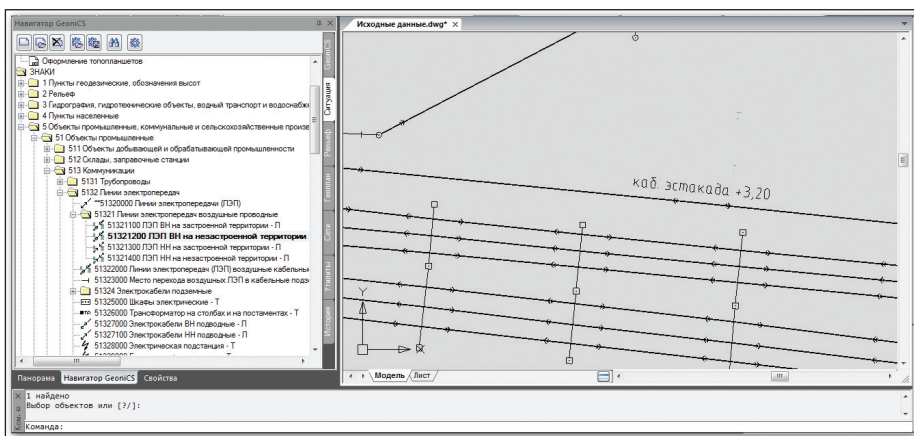 Навигатор GeoniCS
Исходные данные.dwg*
Оформление топопланшетов
ЗНАКИ
1 Пункты геодезические, обозначения высот
2 Рельеф
3 Гидрография, гидротехнические объекты, водный транспорт и водоснабже
4 Пункты населенные
5 Объекты промышленные, коммунальные и сельскохозяйственные произв
51 Объекты промышленные
511 Объекты добывающей и обрабатывающей промышленности
512 Склады, заправочные станции
513 Коммуникации
5131 Трубопроводы
5132 Линии электропередач
**51320000 Линии электропередачи (ЛЭП)
51321 Линии электропередач воздушные проводные
51321100 ЛЭП ВН на застроенной территории - Л
51321200 ЛЭП ВН на незастроенной территории
51321300 ЛЭП НН на застроенной территории - Л
51321400 ЛЭП НН на незастроенной территории - Л
51322000 Линии электропередач (ЛЭП) воздушные кабельны
51323000 Место перехода воздушных ЛЭП в кабельные подз
51324 Электрокабели подземные
51325000 Шкафы электрические - Т
51326000 Трансформатор на столбах и на постаментах - Т
51327000 Электрокабели ВН подводные - Л
51327100 Электрокабели НН подводные - Л
51328000 Электрическая подстанция - Т
GeoniCS
Ситуация
Рельеф
Геоплан
Сети
Утилиты
История
каб. эстакада +3,20
Y
X
Панорама
Навигатор GeoniCS
Свойства
Модель
Лист
1 найдено
Выбор объектов или [?/]:
Команда:
Ком. с